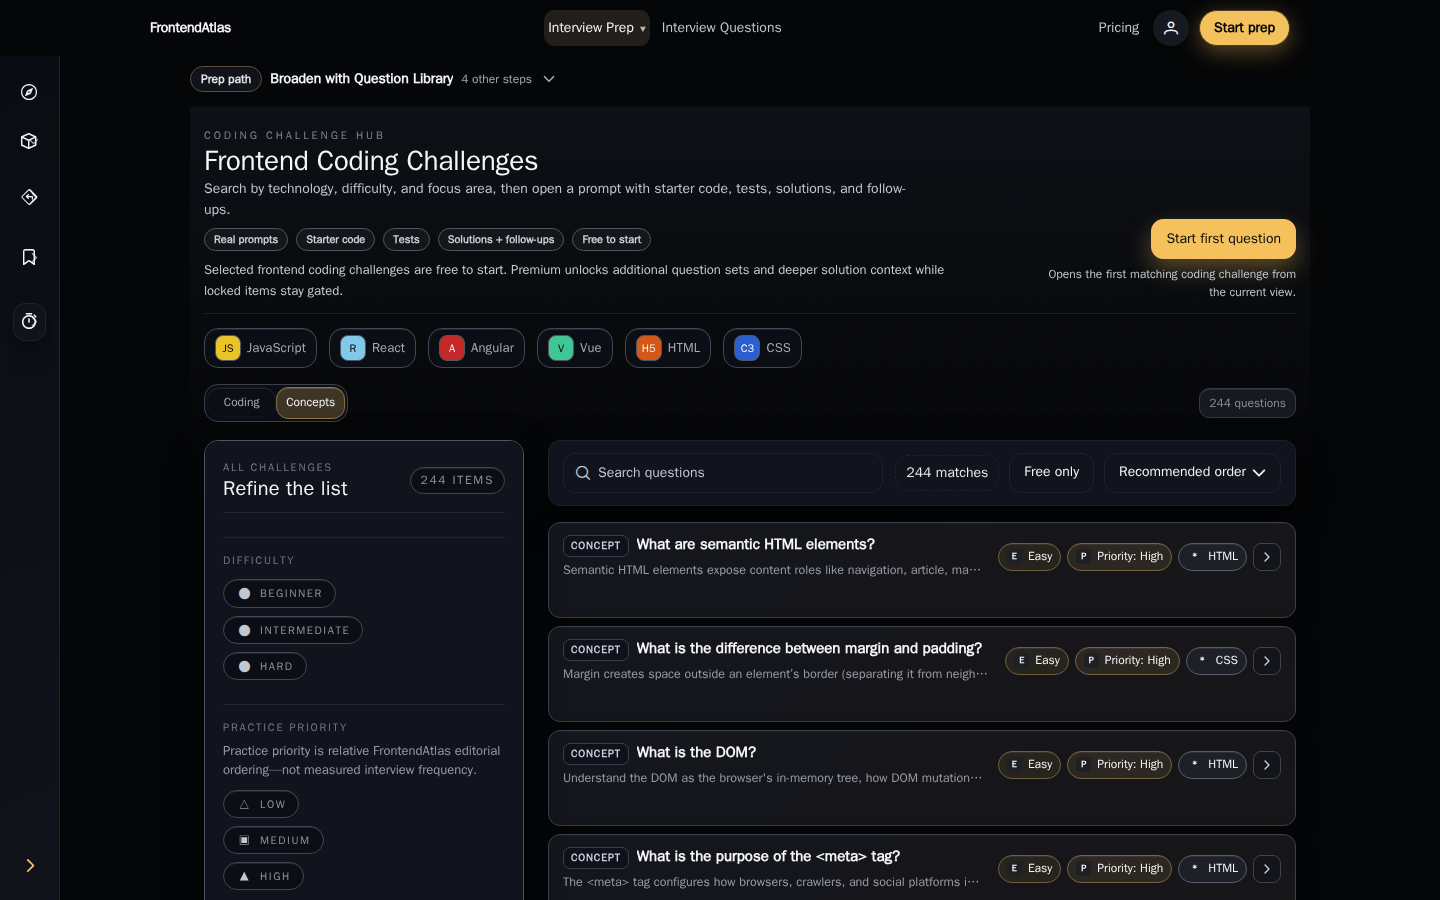 FrontendAtlas
Interview Prep ▾
Interview Questions
Pricing
Start prep
Prep path
Broaden with Question Library
4 other steps
CODING CHALLENGE HUB
Frontend Coding Challenges
Search by technology, difficulty, and focus area, then open a prompt with starter code, tests, solutions, and follow-
ups.
Real prompts
Starter code
Tests
Solutions + follow-ups
Free to start
Selected frontend coding challenges are free to start. Premium unlocks additional question sets and deeper solution context while
locked items stay gated.
Start first question
Opens the first matching coding challenge from
the current view.
JS JavaScript
R React
A Angular
V Vue
H5 HTML
C3 CSS
Coding
Concepts
244 questions
ALL CHALLENGES
Refine the list
244 ITEMS
DIFFICULTY
BEGINNER
INTERMEDIATE
HARD
PRACTICE PRIORITY
Practice priority is relative FrontendAtlas editorial
ordering—not measured interview frequency.
△ LOW
▣ MEDIUM
▲ HIGH
Search questions
244 matches
Free only
Recommended order
CONCEPT What are semantic HTML elements?
Semantic HTML elements expose content roles like navigation, article, ma…
E Easy
P Priority: High
* HTML
CONCEPT What is the difference between margin and padding?
Margin creates space outside an element's border (separating it from neigh…
E Easy
P Priority: High
* CSS
CONCEPT What is the DOM?
Understand the DOM as the browser's in-memory tree, how DOM mutation…
E Easy
P Priority: High
* HTML
CONCEPT What is the purpose of the <meta> tag?
The <meta> tag configures how browsers, crawlers, and social platforms i…
E Easy
P Priority: High
* HTML